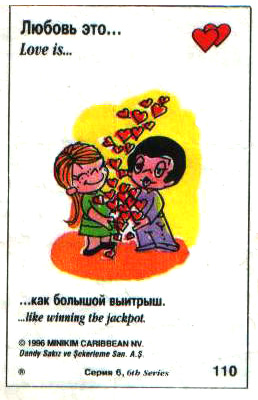 Любовь это...
Love is...
...как большой выигрыш.
...like winning the jackpot.
© 1996 MINIKIM CARIBBEAN NV.
Dandy Sakız ve Şekerleme San. A.Ş.
® Серия 6, 6th Series 110